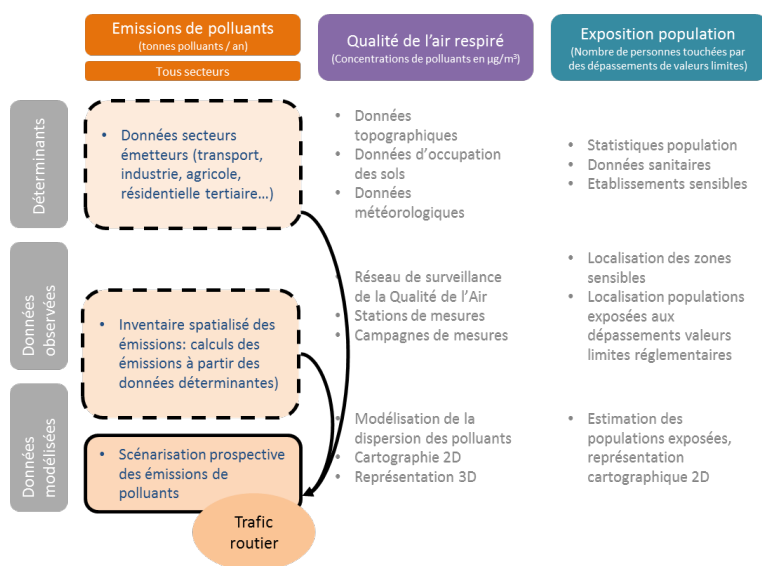 Emissions de polluants
(tonnes polluants / an)
Tous secteurs
Qualité de l'air respiré
(Concentrations de polluants en µg/m³)
Exposition population
(Nombre de personnes touchées par
des dépassements de valeurs limites)
Déterminants
• Données secteurs
émetteurs (transport,
industrie, agricole,
résidentielle tertiaire…)
• Données
topographiques
• Données d'occupation
des sols
• Données
météorologiques
• Statistiques population
• Données sanitaires
• Etablissements sensibles
Données
observées
• Inventaire spatialisé des
émissions: calculs des
émissions à partir des
données déterminantes)
• Réseau de surveillance
de la Qualité de l'Air
• Stations de mesures
• Campagnes de mesures
• Localisation des zones
sensibles
• Localisation populations
exposées aux
dépassements valeurs
limites réglementaires
Données
modélisées
• Scénarisation prospective
des émissions de
polluants
• Modélisation de la
dispersion des polluants
• Cartographie 2D
• Représentation 3D
• Estimation des
populations exposées,
représentation
cartographique 2D
Trafic
routier